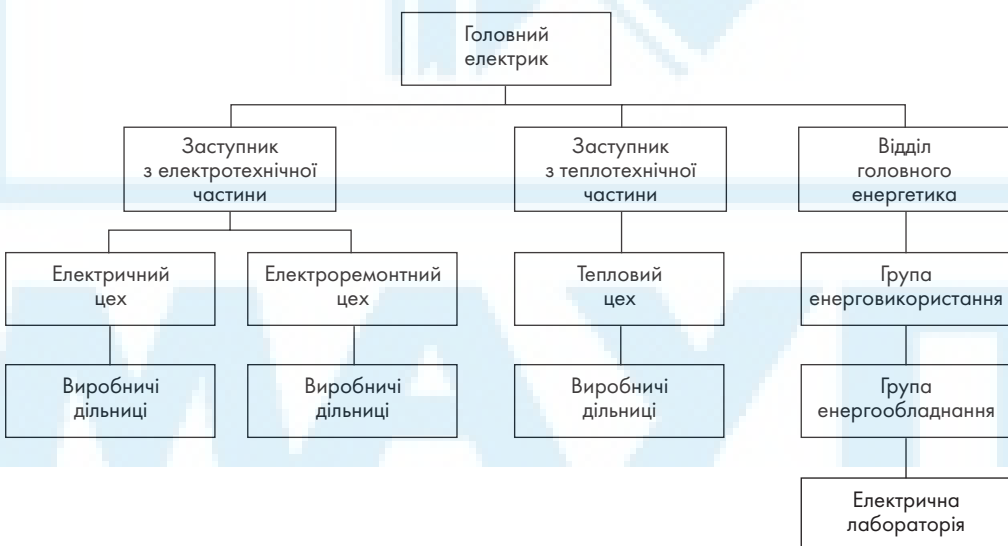 Головний
електрик
Заступник
з електротехнічної
частини
Заступник
з теплотехнічної
частини
Відділ
головного
енергетика
Електричний
цех
Електроремонтний
цех
Тепловий
цех
Група
енерговикористання
Виробничі
дільниці
Виробничі
дільниці
Виробничі
дільниці
Група
енергообладнання
Електрична
лабораторія
МАУП